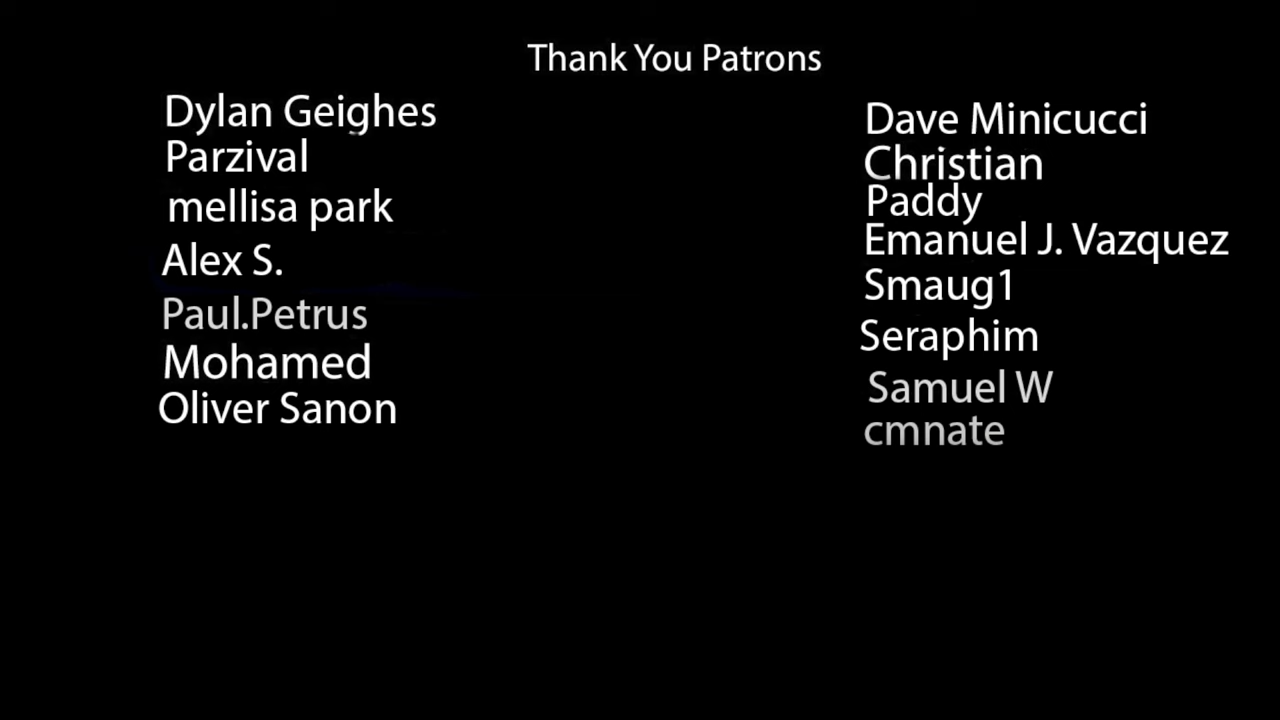 Thank You Patrons
Dylan Geighes
Parzival
mellisa park
Alex S.
Paul.Petrus
Mohamed
Oliver Sanon
Dave Minicucci
Christian
Paddy
Emanuel J. Vazquez
Smaug1
Seraphim
Samuel W
cmnate